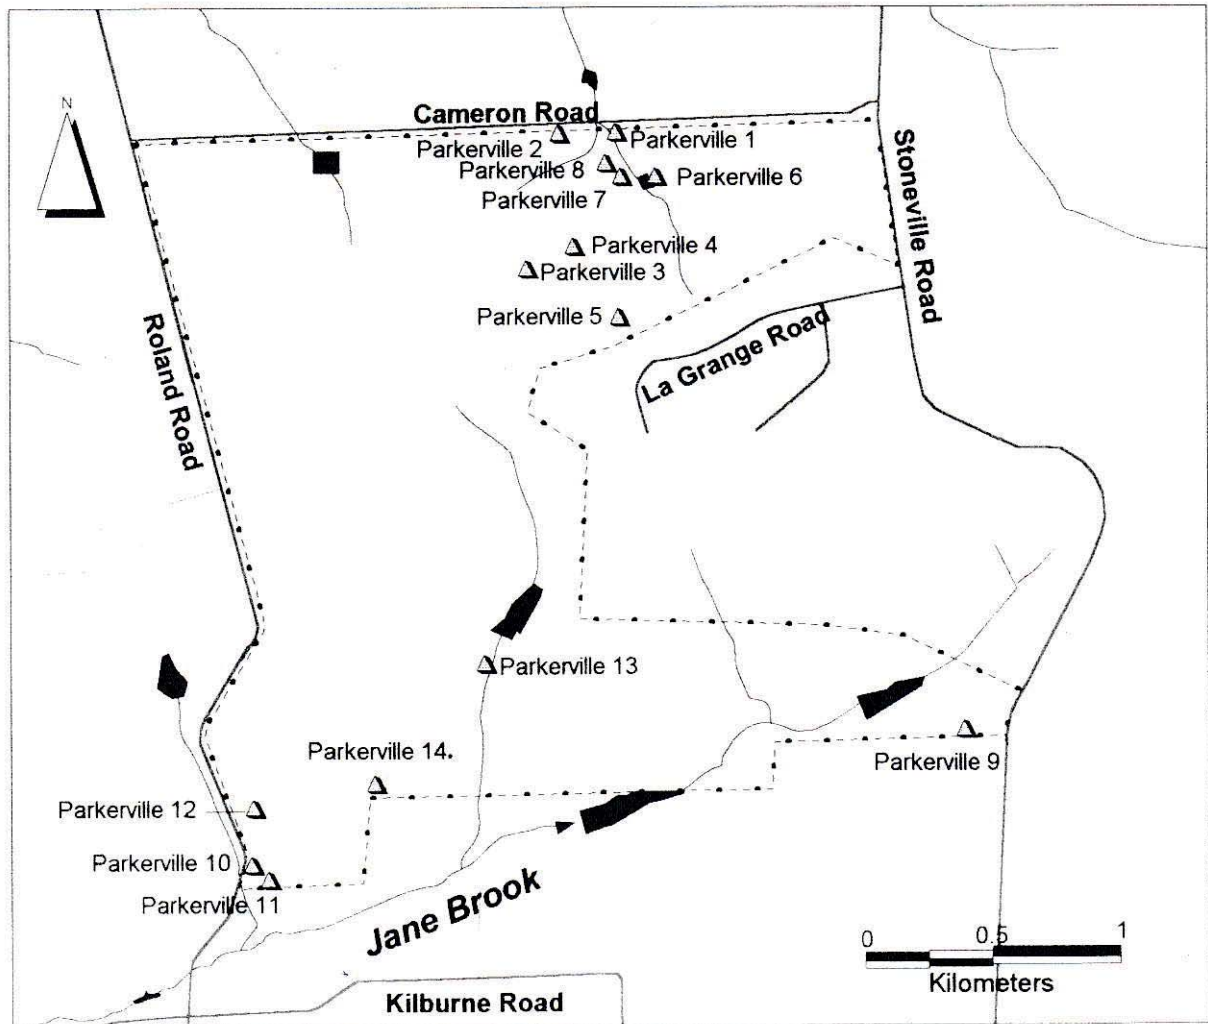 N
Cameron Road
Parkerville 2
Parkerville 1
Parkerville 8
Parkerville 6
Parkerville 7
Stoneville Road
Parkerville 4
Parkerville 3
Parkerville 5
La Grange Road
Roland Road
Parkerville 13
Parkerville 14.
Parkerville 9
Parkerville 12
Parkerville 10
Parkerville 11
Jane Brook
0 0.5 1
Kilometers
Kilburne Road